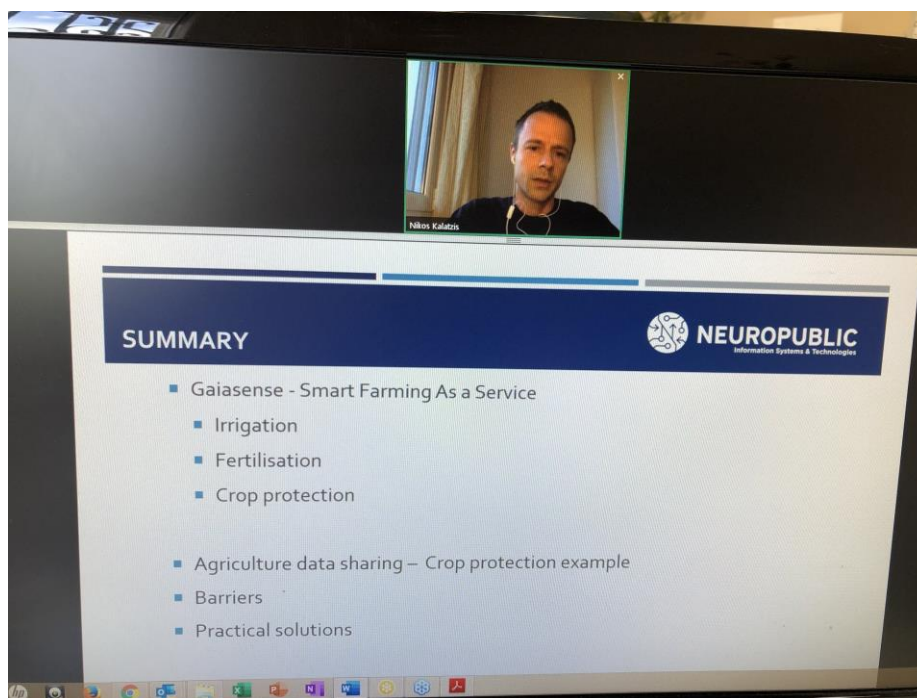 Nikos Kalatzis
SUMMARY
NEUROPUBLIC
Information Systems & Technologies
Gaiasense - Smart Farming As a Service
Irrigation
Fertilisation
Crop protection
Agriculture data sharing – Crop protection example
Barriers
Practical solutions
hp